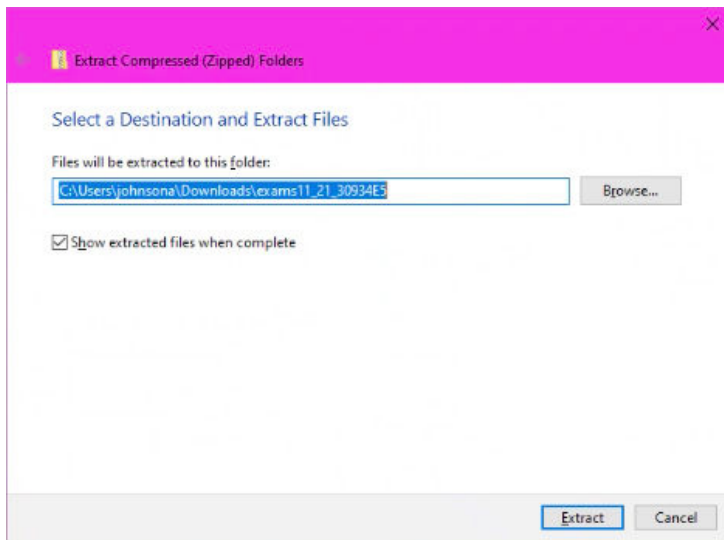 Extract Compressed (Zipped) Folders
Select a Destination and Extract Files
Files will be extracted to this folder:
C:\Users\johnsona\Downloads\exams11_21_30934E5
Browse...
Show extracted files when complete
Extract
Cancel